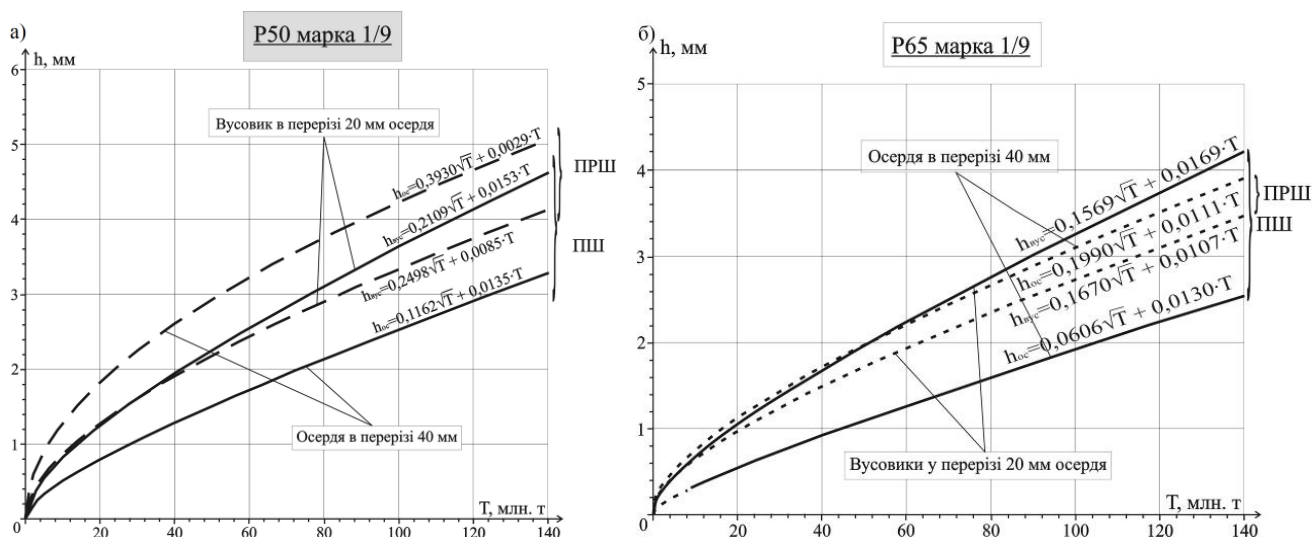 а)
Р50 марка 1/9
h, мм
6
5
4
3
2
1
0
20
40
60
80
100
120
140
T, млн. т
Вусовик в перерізі 20 мм осердя
hос=0,3930√T + 0,0029·T
hвус=0,2109√T + 0,0153·T
hвус=0,2498√T + 0,0085·T
hос=0,1162√T + 0,0135·T
Осердя в перерізі 40 мм
ПРШ
ПШ
б)
Р65 марка 1/9
h, мм
5
4
3
2
1
0
20
40
60
80
100
120
140
T, млн. т
Осердя в перерізі 40 мм
hвус=0,1569√T + 0,0169·T
hос=0,1990√T + 0,0111·T
hвус=0,1670√T + 0,0107·T
hос=0,0606√T + 0,0130·T
Вусовики у перерізі 20 мм осердя
ПРШ
ПШ